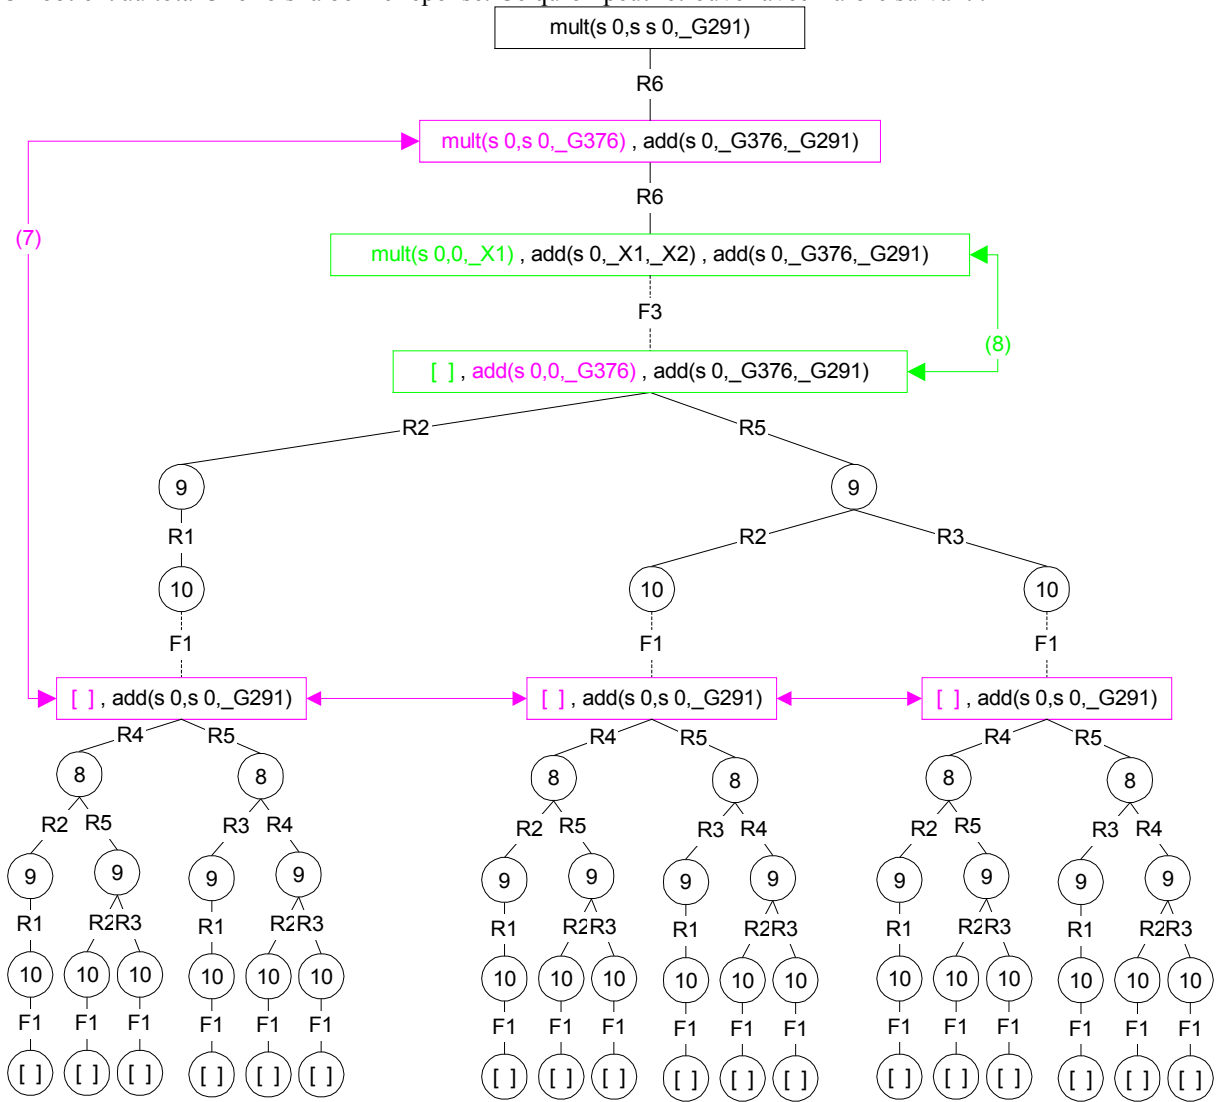 mult(s 0,s s 0,_G291)
R6
mult(s 0,s 0,_G376) , add(s 0,_G376,_G291)
R6
(7)
mult(s 0,0,_X1) , add(s 0,_X1,_X2) , add(s 0,_G376,_G291)
F3
(8)
[ ] , add(s 0,0,_G376) , add(s 0,_G376,_G291)
R2 R5
9 9
R1 R2 R3
10 10 10
F1 F1 F1
[ ] , add(s 0,s 0,_G291) [ ] , add(s 0,s 0,_G291) [ ] , add(s 0,s 0,_G291)
R4 R5 R4 R5 R4 R5
8 8 8 8 8 8
R2 R5 R3 R4 R2 R5 R3 R4 R2 R5 R3 R4
9 9 9 9 9 9 9 9 9 9 9 9
R1 R2R3 R1 R2R3 R1 R2R3 R1 R2R3 R1 R2R3 R1 R2R3
10 10 10 10 10 10 10 10 10 10 10 10 10 10 10 10 10 10
F1 F1 F1 F1 F1 F1 F1 F1 F1 F1 F1 F1 F1 F1 F1 F1 F1 F1
[ ] [ ] [ ] [ ] [ ] [ ] [ ] [ ] [ ] [ ] [ ] [ ] [ ] [ ] [ ] [ ] [ ] [ ]